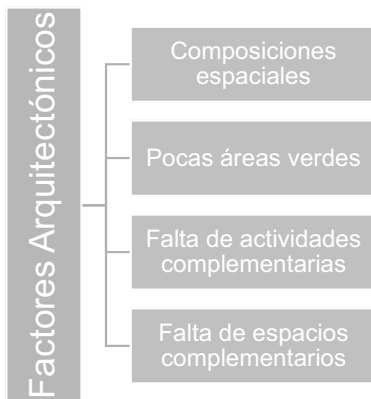 Factores Arquitectónicos
Composiciones
espaciales
Pocas áreas verdes
Falta de actividades
complementarias
Falta de espacios
complementarios